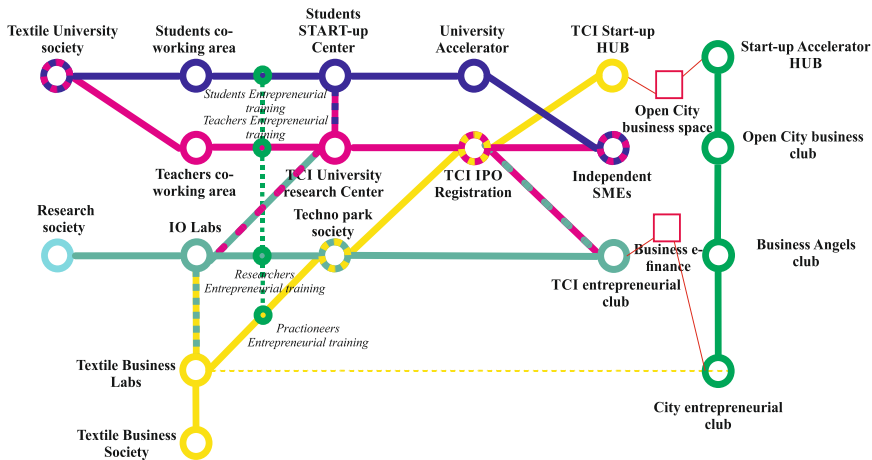 Textile University
society
Students co-
working area
Students
START-up
Center
University
Accelerator
TCI Start-up
HUB
Start-up Accelerator
HUB
Students Entrepreneurial
training
Teachers Entrepreneurial
training
Open City
business space
Open City business
club
Teachers co-
working area
TCI University
research Center
TCI IPO
Registration
Independent
SMEs
Research
society
IO Labs
Techno park
society
Business e-
finance
Business Angels
club
Researchers
Entrepreneurial training
TCI entrepreneurial
club
Practioneers
Entrepreneurial training
Textile Business
Labs
City entrepreneurial
club
Textile Business
Society